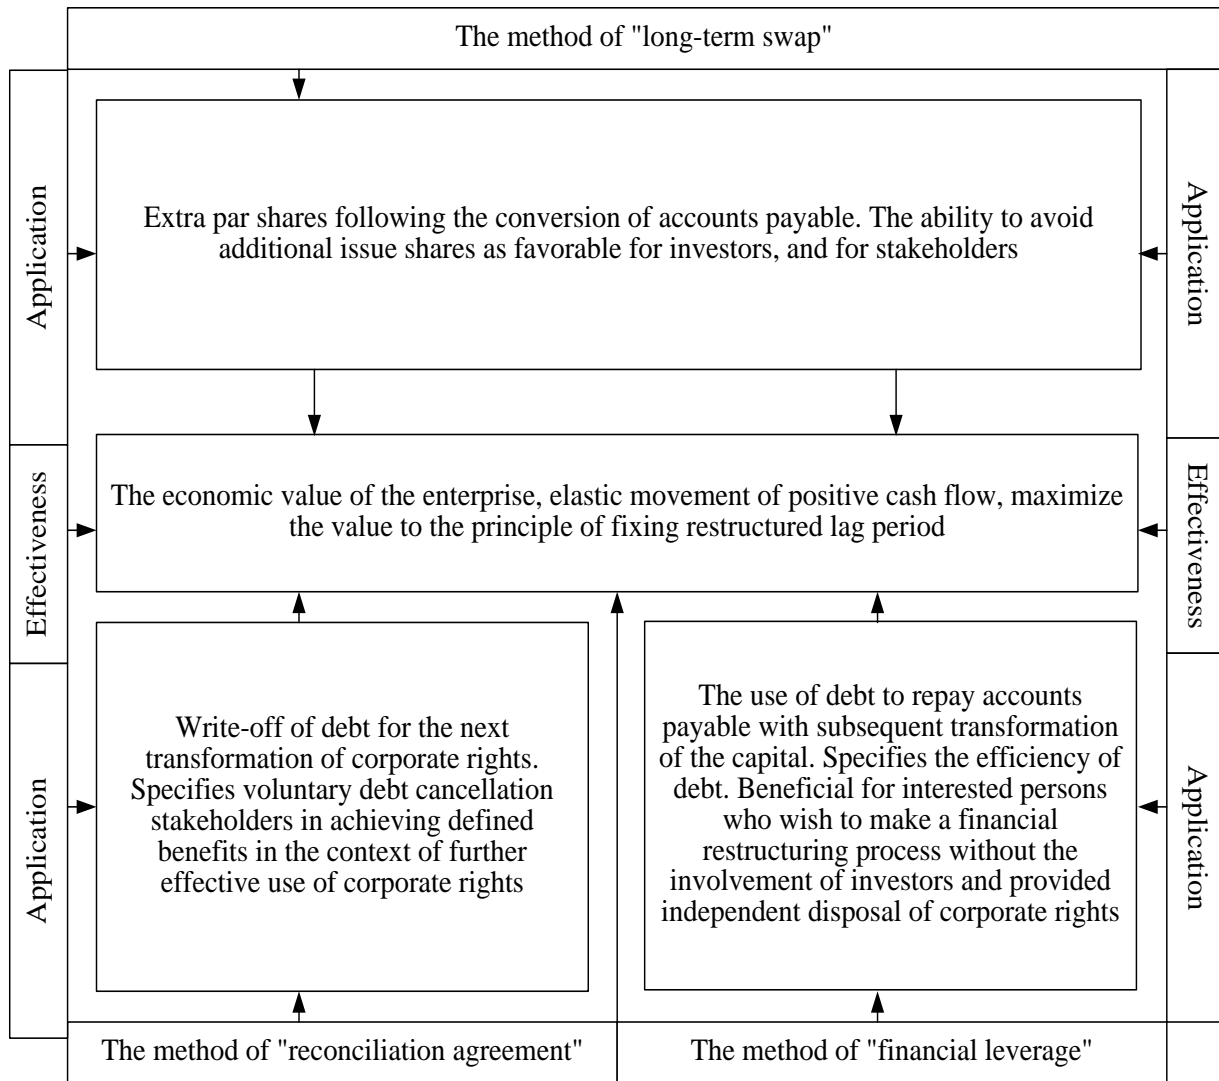 The method of "long-term swap"
Application
Application
Extra par shares following the conversion of accounts payable. The ability to avoid
additional issue shares as favorable for investors, and for stakeholders
Effectiveness
Effectiveness
The economic value of the enterprise, elastic movement of positive cash flow, maximize
the value to the principle of fixing restructured lag period
Application
Write-off of debt for the next
transformation of corporate rights.
Specifies voluntary debt cancellation
stakeholders in achieving defined
benefits in the context of further
effective use of corporate rights
The use of debt to repay accounts
payable with subsequent transformation
of the capital. Specifies the efficiency of
debt. Beneficial for interested persons
who wish to make a financial
restructuring process without the
involvement of investors and provided
independent disposal of corporate rights
Application
The method of "reconciliation agreement"
The method of "financial leverage"